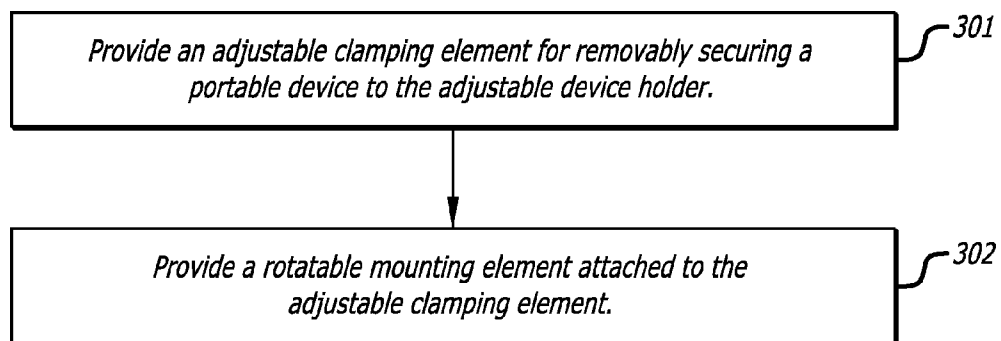 Provide an adjustable clamping element for removably securing a
portable device to the adjustable device holder.
301
Provide a rotatable mounting element attached to the
adjustable clamping element.
302